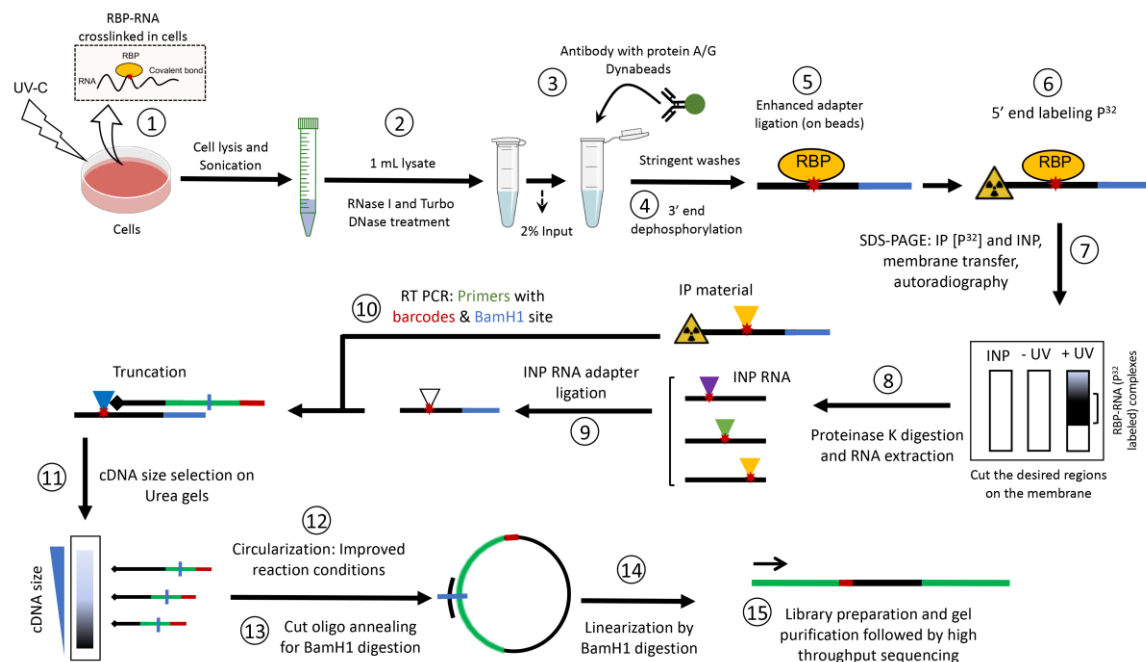 RBP-RNA
crosslinked in cells
RBP
RNA
Covalent bond
UV-C
1
Cells
Cell lysis and
Sonication
2
1 mL lysate
RNase I and Turbo
DNase treatment
2% Input
3
Antibody with protein A/G
Dynabeads
Stringent washes
4
3’ end
dephosphorylation
5
Enhanced adapter
ligation (on beads)
RBP
6
5’ end labeling P32
RBP
SDS-PAGE: IP [P32] and INP,
membrane transfer,
autoradiography
7
INP
- UV
+ UV
RBP-RNA (P32
labeled) complexes
Cut the desired regions
on the membrane
8
Proteinase K digestion
and RNA extraction
IP material
INP RNA
INP RNA adapter
ligation
9
10
RT PCR: Primers with
barcodes & BamH1 site
Truncation
11
cDNA size selection on
Urea gels
cDNA size
12
Circularization: Improved
reaction conditions
13
Cut oligo annealing
for BamH1 digestion
14
Linearization by
BamH1 digestion
15
Library preparation and gel
purification followed by high
throughput sequencing